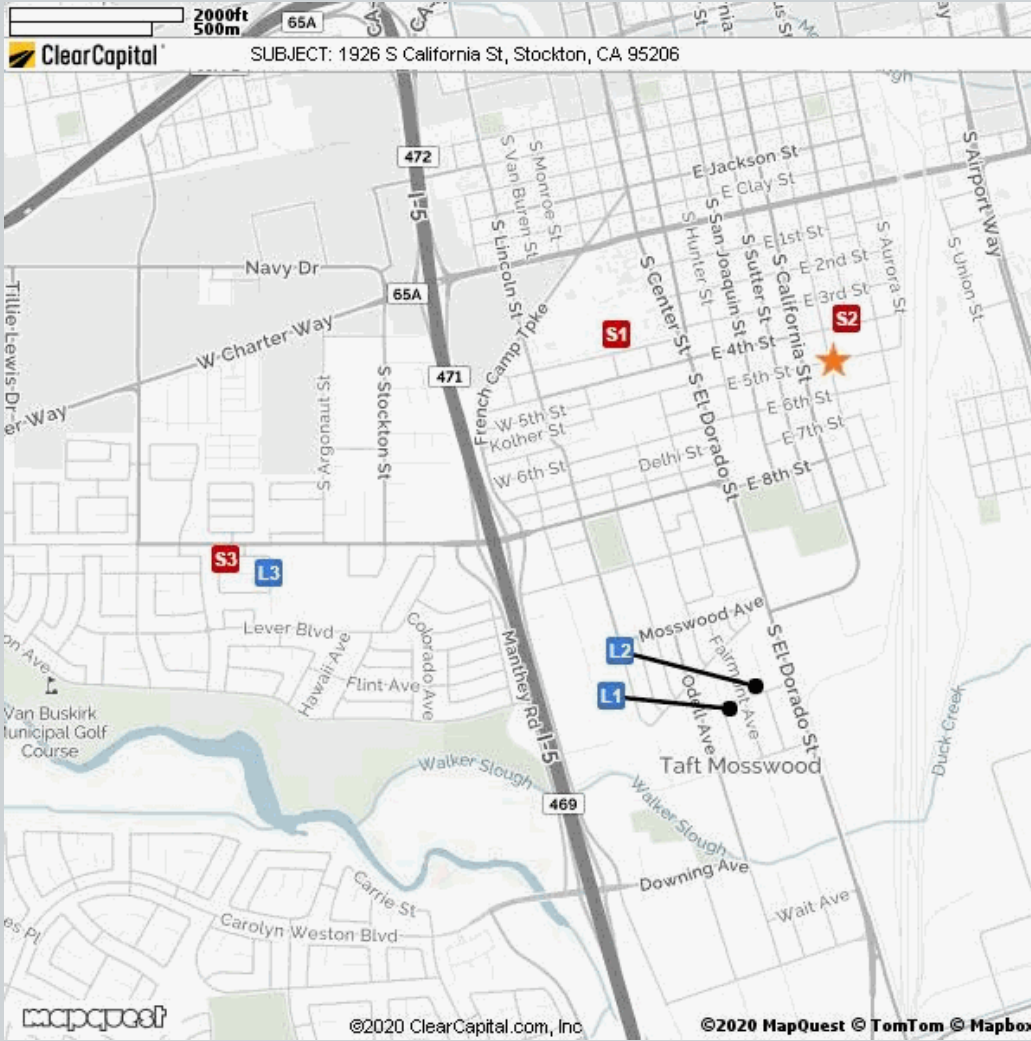 2000ft
500m
65A
ClearCapital
SUBJECT: 1926 S California St, Stockton, CA 95206
472
I-5
E Jackson St
E Clay St
S Airport Way
S Van Buren St
S Monroe St
S Lincoln St
S Hunter St
S San Joaquin St
S Sutter St
S California St
E 1st St
E 2nd St
E 3rd St
S Aurora St
S Union St
Navy Dr
65A
Tillie Lewis Dr
W Charter Way
S Center St
French Camp Tpke
S1
S2
E 4th St
471
E 5th St
S Argonaut St
S Stockton St
er Way
W 5th St
Kolher St
E 6th St
E 7th St
W 6th St
Delhi St
S El Dorado St
E 8th St
S3
L3
Lever Blvd
Hawaii Ave
Colorado Ave
Flint Ave
on Ave
Manthey Rd
I-5
Mosswood Ave
L2
L1
Fairmont Ave
Odell Ave
S El Dorado St
Van Buskirk
Municipal Golf
Course
Taft Mosswood
Duck Creek
Walker Slough
Walker Slough
469
Downing Ave
Carrie St
Wait Ave
Carolyn Weston Blvd
es Pl
mapquest
©2020 ClearCapital.com, Inc
©2020 MapQuest © TomTom © Mapbox